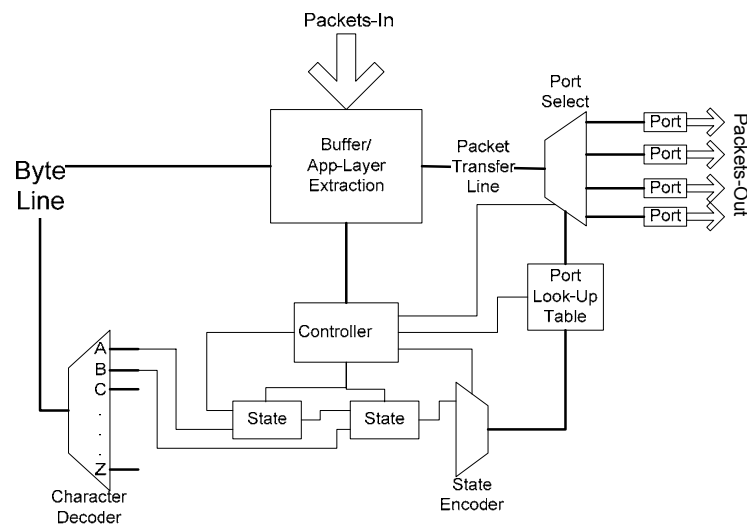 Packets-In
Port
Select
Buffer/
App-Layer
Extraction
Packet
Transfer
Line
Port
Port
Port
Port
Packets-Out
Byte
Line
Port
Look-Up
Table
Controller
A
B
C
.
.
.
Z
State
State
Character
Decoder
State
Encoder